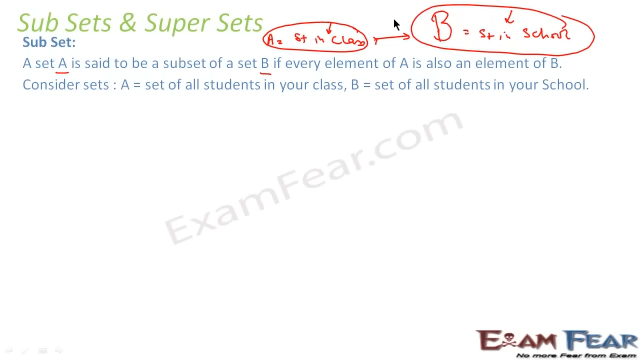 Sub Sets & Super Sets
A = St in Class
B = St in School
Sub Set:
A set A is said to be a subset of a set B if every element of A is also an element of B.
Consider sets : A = set of all students in your class, B = set of all students in your School.
ExamFear.com
EXAM FEAR
No more Fear from Exam